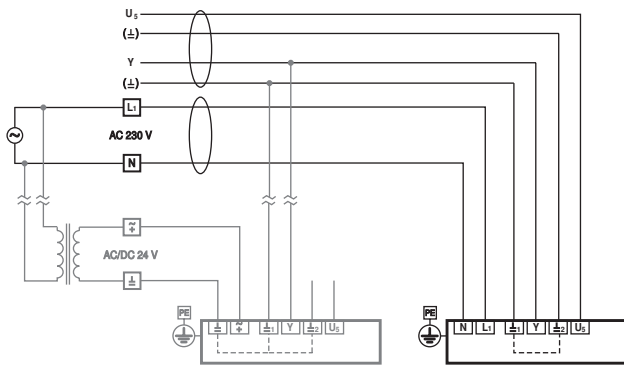 U5
(⊥)
Y
(⊥)
L1
AC 230 V
N
~
+
AC/DC 24 V
⊥
PE
⊥ ~+ ⊥1 Y ⊥2 U5
PE
N L1 ⊥1 Y ⊥2 U5